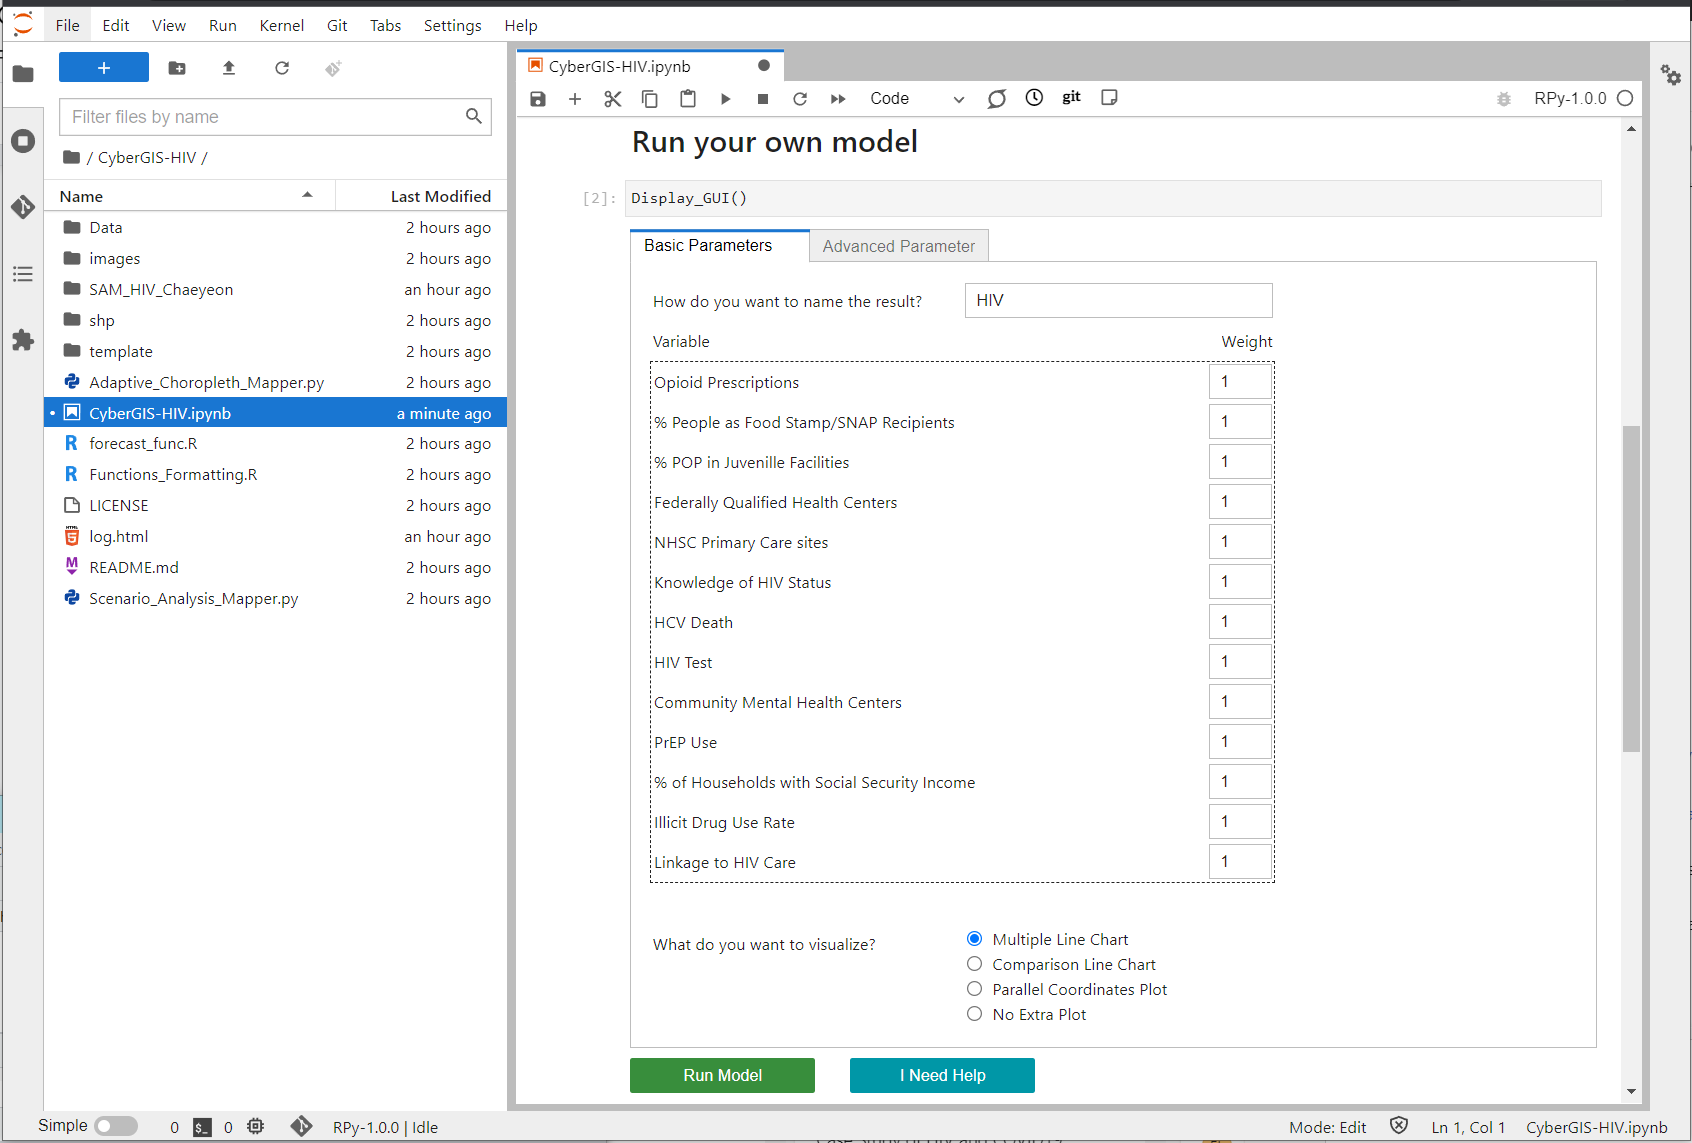 File Edit View Run Kernel Git Tabs Settings Help
+
Filter files by name
/ CyberGIS-HIV /
Name Last Modified
Data 2 hours ago
images 2 hours ago
SAM_HIV_Chaeyeon an hour ago
shp 2 hours ago
template 2 hours ago
Adaptive_Choropleth_Mapper.py 2 hours ago
CyberGIS-HIV.ipynb a minute ago
forecast_func.R 2 hours ago
Functions_Formatting.R 2 hours ago
LICENSE 2 hours ago
log.html an hour ago
README.md 2 hours ago
Scenario_Analysis_Mapper.py 2 hours ago
CyberGIS-HIV.ipynb
Code git RPy-1.0.0
Run your own model
[2]: Display_GUI()
Basic Parameters Advanced Parameter
How do you want to name the result? HIV
Variable Weight
Opioid Prescriptions 1
% People as Food Stamp/SNAP Recipients 1
% POP in Juvenille Facilities 1
Federally Qualified Health Centers 1
NHSC Primary Care sites 1
Knowledge of HIV Status 1
HCV Death 1
HIV Test 1
Community Mental Health Centers 1
PrEP Use 1
% of Households with Social Security Income 1
Illicit Drug Use Rate 1
Linkage to HIV Care 1
What do you want to visualize?
Multiple Line Chart
Comparison Line Chart
Parallel Coordinates Plot
No Extra Plot
Run Model I Need Help
Simple 0 $_ 0 RPy-1.0.0 | Idle Mode: Edit Ln 1, Col 1 CyberGIS-HIV.ipynb